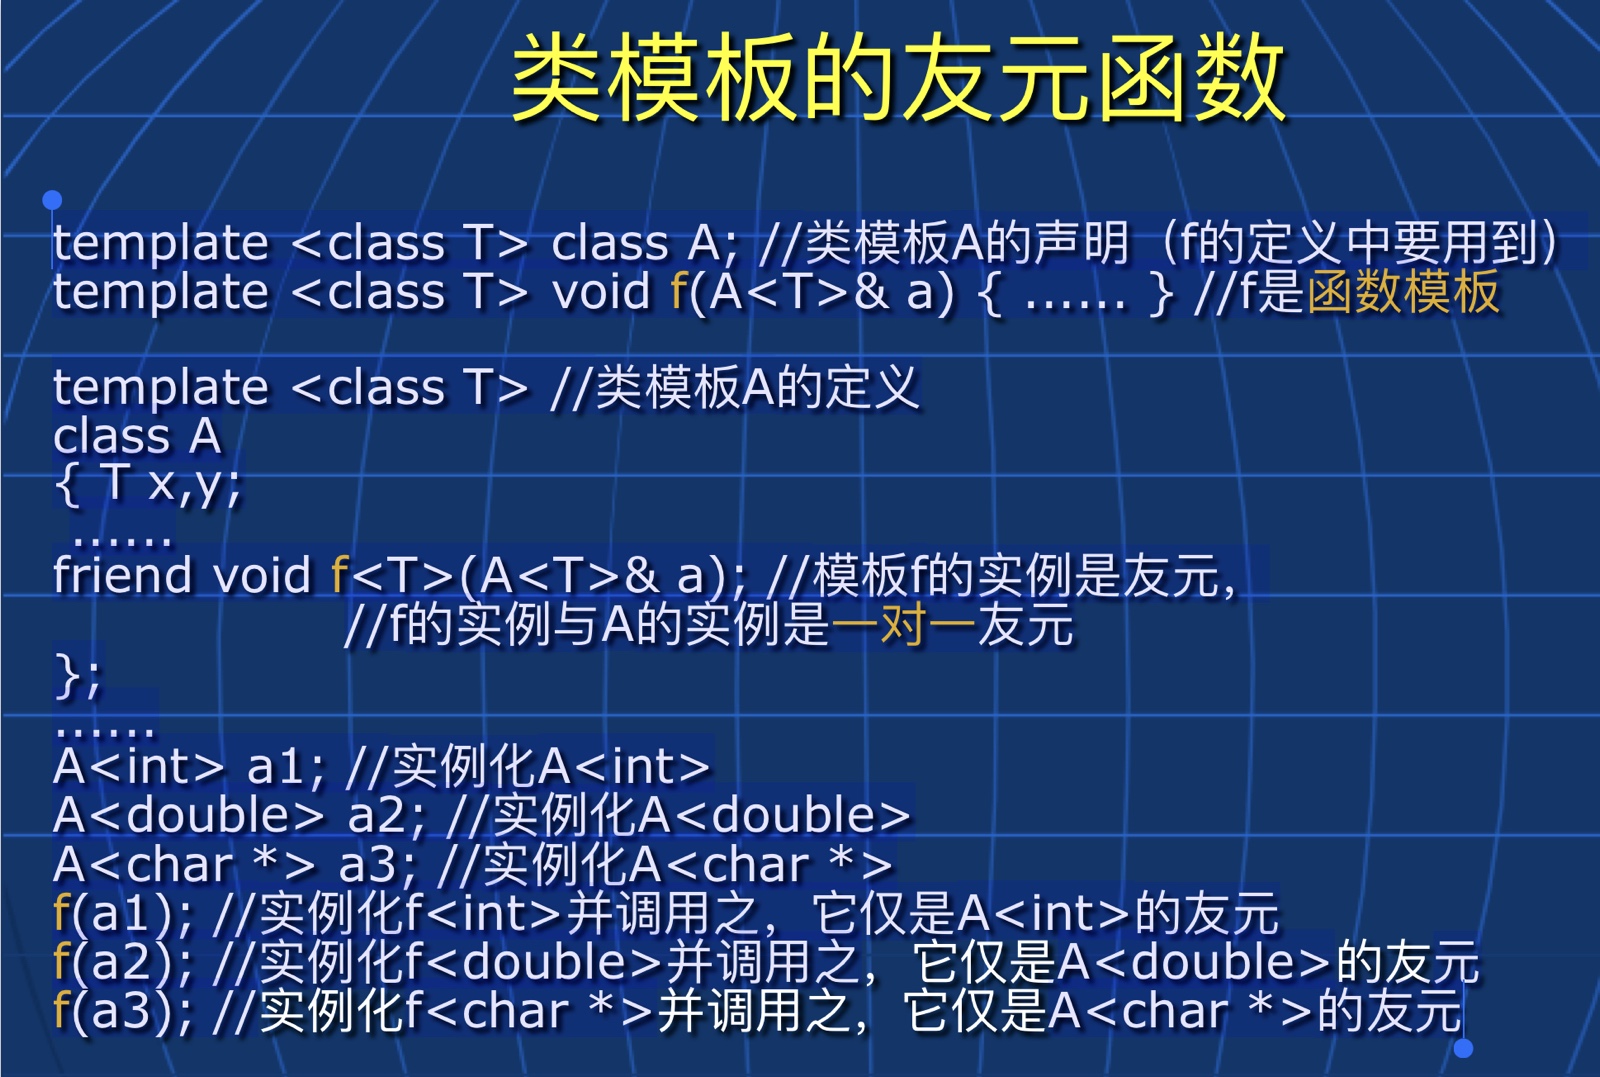 类模板的友元函数
template <class T> class A; //类模板A的声明（f的定义中要用到）
template <class T> void f(A<T>& a) { ...... } //f是函数模板
template <class T> //类模板A的定义
class A
{ T x,y;
......
friend void f<T>(A<T>& a); //模板f的实例是友元，
//f的实例与A的实例是一对一友元
};
......
A<int> a1; //实例化A<int>
A<double> a2; //实例化A<double>
A<char *> a3; //实例化A<char *>
f(a1); //实例化f<int>并调用之，它仅是A<int>的友元
f(a2); //实例化f<double>并调用之，它仅是A<double>的友元
f(a3); //实例化f<char *>并调用之，它仅是A<char *>的友元